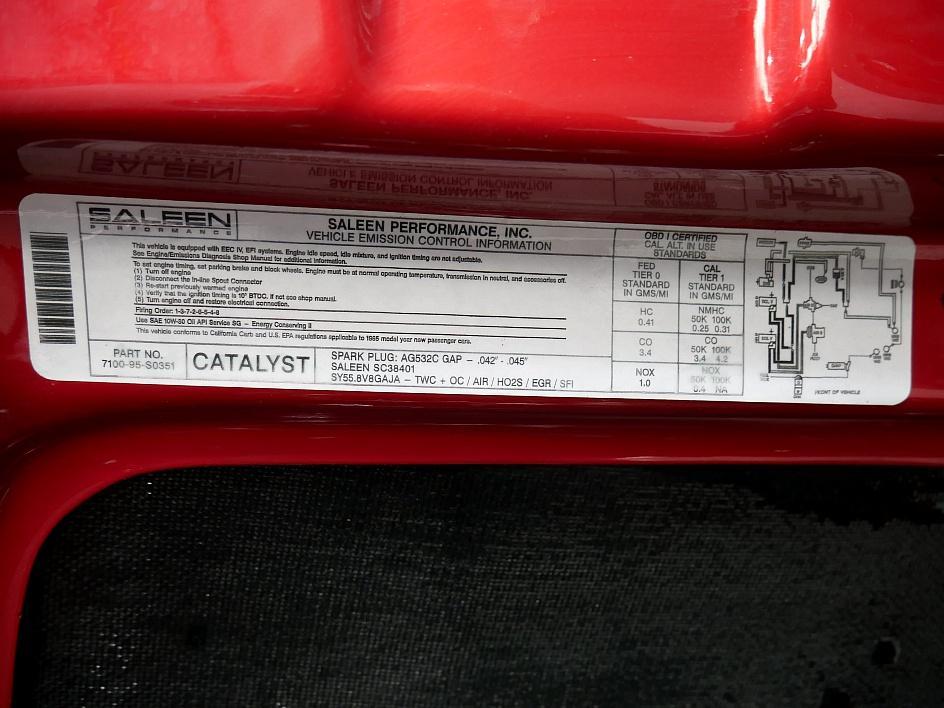 SALEEN
PERFORMANCE
SALEEN PERFORMANCE, INC.
VEHICLE EMISSION CONTROL INFORMATION
This vehicle is equipped with EEC IV, EFI systems. Engine idle speed, idle mixture, and ignition timing are not adjustable.
See Engine/Emissions Diagnosis Shop Manual for additional information.
To set engine timing, set parking brake and block wheels. Engine must be at normal operating temperature, transmission in neutral, and accessories off.
(1) Turn off engine
(2) Disconnect the in-line Spout Connector
(3) Re-start previously warmed engine
(4) Verify that the ignition timing is 10° BTDC. If not see shop manual.
(5) Turn engine off and restore electrical connection.
Firing Order: 1-3-7-2-6-5-4-8
Use SAE 10W-30 Oil API Service SG - Energy Conserving II
This vehicle conforms to California Carb and U.S. EPA regulations applicable to 1995 model year new passenger cars.
PART NO.
7100-95-S0351
CATALYST
SPARK PLUG: AG532C GAP - .042" - .045"
SALEEN SC38401
SY55.8V8GAJA - TWC + OC / AIR / HO2S / EGR / SFI
OBD I CERTIFIED
CAL. ALT. IN USE
STANDARDS
FED
TIER 0
STANDARD
IN GMS/MI
CAL
TIER 1
STANDARD
IN GMS/MI
HC
0.41
NMHC
50K 100K
0.25 0.31
CO
3.4
CO
50K 100K
3.4 4.2
NOX
1.0
NOX
50K 100K
0.4 NA
FRONT OF VEHICLE